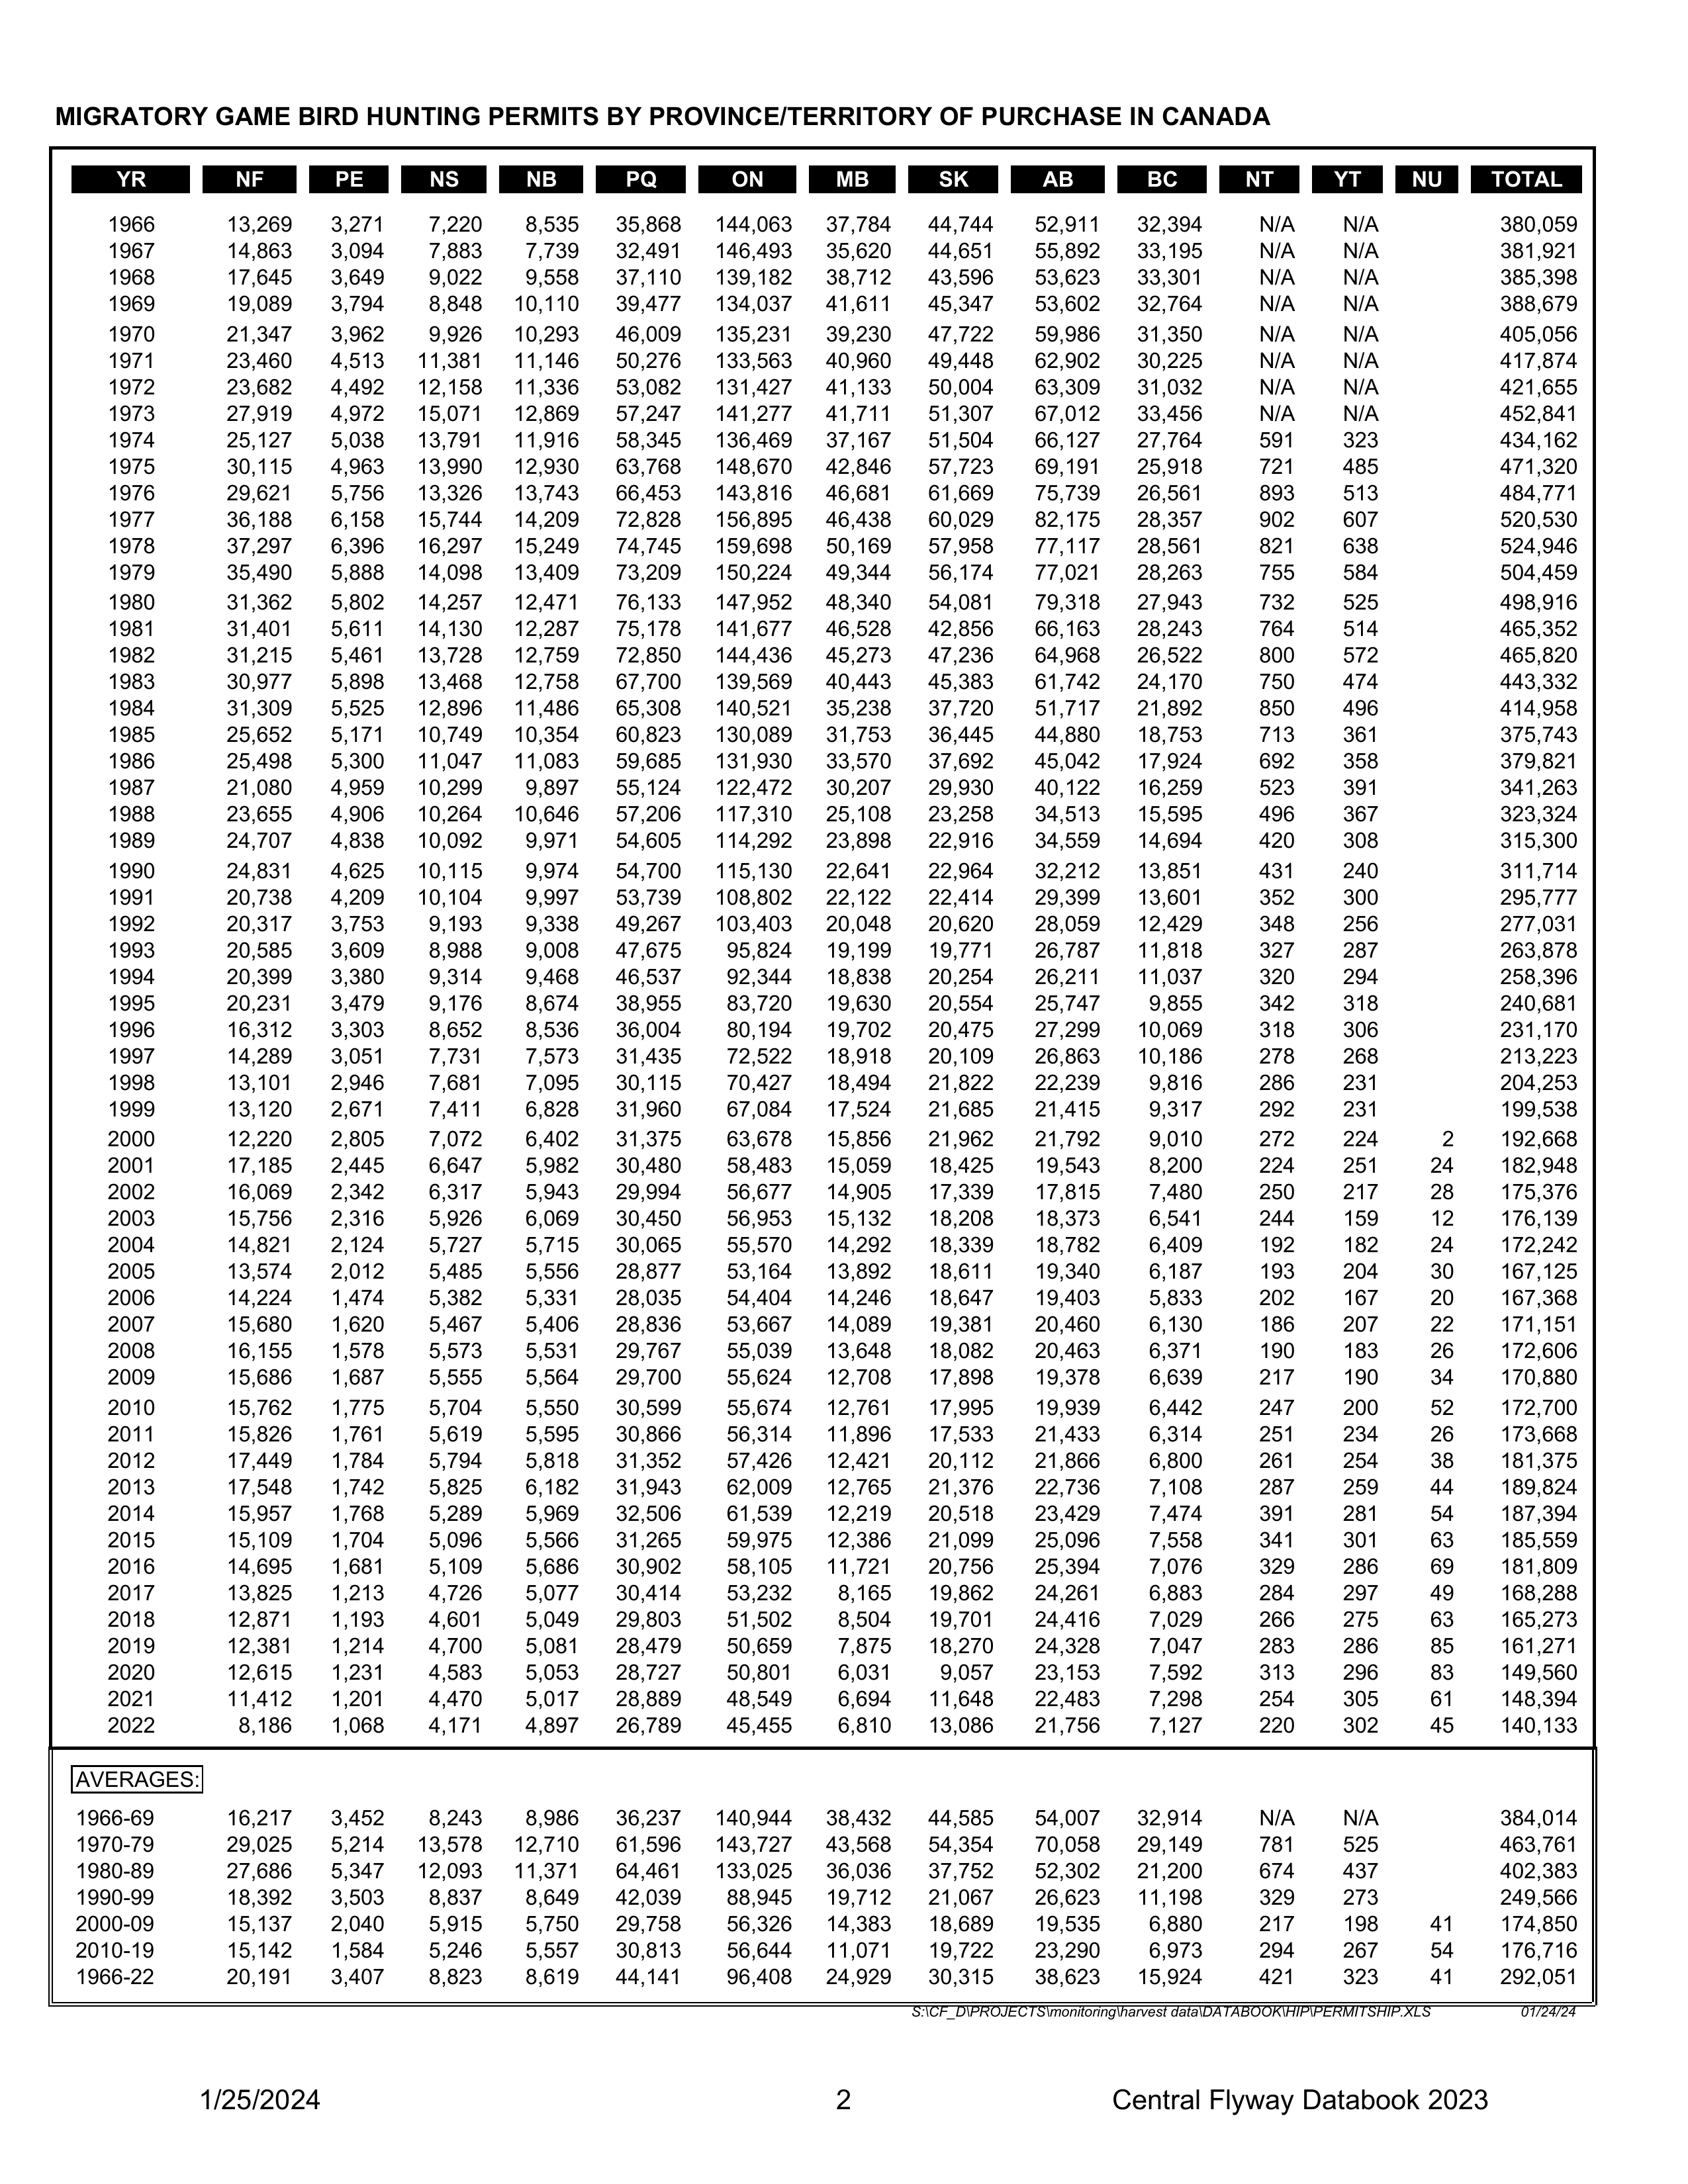 MIGRATORY GAME BIRD HUNTING PERMITS BY PROVINCE/TERRITORY OF PURCHASE IN CANADA
YR NF PE NS NB PQ ON MB SK AB BC NT YT NU TOTAL
1966 13,269 3,271 7,220 8,535 35,868 144,063 37,784 44,744 52,911 32,394 N/A N/A 380,059
1967 14,863 3,094 7,883 7,739 32,491 146,493 35,620 44,651 55,892 33,195 N/A N/A 381,921
1968 17,645 3,649 9,022 9,558 37,110 139,182 38,712 43,596 53,623 33,301 N/A N/A 385,398
1969 19,089 3,794 8,848 10,110 39,477 134,037 41,611 45,347 53,602 32,764 N/A N/A 388,679
1970 21,347 3,962 9,926 10,293 46,009 135,231 39,230 47,722 59,986 31,350 N/A N/A 405,056
1971 23,460 4,513 11,381 11,146 50,276 133,563 40,960 49,448 62,902 30,225 N/A N/A 417,874
1972 23,682 4,492 12,158 11,336 53,082 131,427 41,133 50,004 63,309 31,032 N/A N/A 421,655
1973 27,919 4,972 15,071 12,869 57,247 141,277 41,711 51,307 67,012 33,456 N/A N/A 452,841
1974 25,127 5,038 13,791 11,916 58,345 136,469 37,167 51,504 66,127 27,764 591 323 434,162
1975 30,115 4,963 13,990 12,930 63,768 148,670 42,846 57,723 69,191 25,918 721 485 471,320
1976 29,621 5,756 13,326 13,743 66,453 143,816 46,681 61,669 75,739 26,561 893 513 484,771
1977 36,188 6,158 15,744 14,209 72,828 156,895 46,438 60,029 82,175 28,357 902 607 520,530
1978 37,297 6,396 16,297 15,249 74,745 159,698 50,169 57,958 77,117 28,561 821 638 524,946
1979 35,490 5,888 14,098 13,409 73,209 150,224 49,344 56,174 77,021 28,263 755 584 504,459
1980 31,362 5,802 14,257 12,471 76,133 147,952 48,340 54,081 79,318 27,943 732 525 498,916
1981 31,401 5,611 14,130 12,287 75,178 141,677 46,528 42,856 66,163 28,243 764 514 465,352
1982 31,215 5,461 13,728 12,759 72,850 144,436 45,273 47,236 64,968 26,522 800 572 465,820
1983 30,977 5,898 13,468 12,758 67,700 139,569 40,443 45,383 61,742 24,170 750 474 443,332
1984 31,309 5,525 12,896 11,486 65,308 140,521 35,238 37,720 51,717 21,892 850 496 414,958
1985 25,652 5,171 10,749 10,354 60,823 130,089 31,753 36,445 44,880 18,753 713 361 375,743
1986 25,498 5,300 11,047 11,083 59,685 131,930 33,570 37,692 45,042 17,924 692 358 379,821
1987 21,080 4,959 10,299 9,897 55,124 122,472 30,207 29,930 40,122 16,259 523 391 341,263
1988 23,655 4,906 10,264 10,646 57,206 117,310 25,108 23,258 34,513 15,595 496 367 323,324
1989 24,707 4,838 10,092 9,971 54,605 114,292 23,898 22,916 34,559 14,694 420 308 315,300
1990 24,831 4,625 10,115 9,974 54,700 115,130 22,641 22,964 32,212 13,851 431 240 311,714
1991 20,738 4,209 10,104 9,997 53,739 108,802 22,122 22,414 29,399 13,601 352 300 295,777
1992 20,317 3,753 9,193 9,338 49,267 103,403 20,048 20,620 28,059 12,429 348 256 277,031
1993 20,585 3,609 8,988 9,008 47,675 95,824 19,199 19,771 26,787 11,818 327 287 263,878
1994 20,399 3,380 9,314 9,468 46,537 92,344 18,838 20,254 26,211 11,037 320 294 258,396
1995 20,231 3,479 9,176 8,674 38,955 83,720 19,630 20,554 25,747 9,855 342 318 240,681
1996 16,312 3,303 8,652 8,536 36,004 80,194 19,702 20,475 27,299 10,069 318 306 231,170
1997 14,289 3,051 7,731 7,573 31,435 72,522 18,918 20,109 26,863 10,186 278 268 213,223
1998 13,101 2,946 7,681 7,095 30,115 70,427 18,494 21,822 22,239 9,816 286 231 204,253
1999 13,120 2,671 7,411 6,828 31,960 67,084 17,524 21,685 21,415 9,317 292 231 199,538
2000 12,220 2,805 7,072 6,402 31,375 63,678 15,856 21,962 21,792 9,010 272 224 2 192,668
2001 17,185 2,445 6,647 5,982 30,480 58,483 15,059 18,425 19,543 8,200 224 251 24 182,948
2002 16,069 2,342 6,317 5,943 29,994 56,677 14,905 17,339 17,815 7,480 250 217 28 175,376
2003 15,756 2,316 5,926 6,069 30,450 56,953 15,132 18,208 18,373 6,541 244 159 12 176,139
2004 14,821 2,124 5,727 5,715 30,065 55,570 14,292 18,339 18,782 6,409 192 182 24 172,242
2005 13,574 2,012 5,485 5,556 28,877 53,164 13,892 18,611 19,340 6,187 193 204 30 167,125
2006 14,224 1,474 5,382 5,331 28,035 54,404 14,246 18,647 19,403 5,833 202 167 20 167,368
2007 15,680 1,620 5,467 5,406 28,836 53,667 14,089 19,381 20,460 6,130 186 207 22 171,151
2008 16,155 1,578 5,573 5,531 29,767 55,039 13,648 18,082 20,463 6,371 190 183 26 172,606
2009 15,686 1,687 5,555 5,564 29,700 55,624 12,708 17,898 19,378 6,639 217 190 34 170,880
2010 15,762 1,775 5,704 5,550 30,599 55,674 12,761 17,995 19,939 6,442 247 200 52 172,700
2011 15,826 1,761 5,619 5,595 30,866 56,314 11,896 17,533 21,433 6,314 251 234 26 173,668
2012 17,449 1,784 5,794 5,818 31,352 57,426 12,421 20,112 21,866 6,800 261 254 38 181,375
2013 17,548 1,742 5,825 6,182 31,943 62,009 12,765 21,376 22,736 7,108 287 259 44 189,824
2014 15,957 1,768 5,289 5,969 32,506 61,539 12,219 20,518 23,429 7,474 391 281 54 187,394
2015 15,109 1,704 5,096 5,566 31,265 59,975 12,386 21,099 25,096 7,558 341 301 63 185,559
2016 14,695 1,681 5,109 5,686 30,902 58,105 11,721 20,756 25,394 7,076 329 286 69 181,809
2017 13,825 1,213 4,726 5,077 30,414 53,232 8,165 19,862 24,261 6,883 284 297 49 168,288
2018 12,871 1,193 4,601 5,049 29,803 51,502 8,504 19,701 24,416 7,029 266 275 63 165,273
2019 12,381 1,214 4,700 5,081 28,479 50,659 7,875 18,270 24,328 7,047 283 286 85 161,271
2020 12,615 1,231 4,583 5,053 28,727 50,801 6,031 9,057 23,153 7,592 313 296 83 149,560
2021 11,412 1,201 4,470 5,017 28,889 48,549 6,694 11,648 22,483 7,298 254 305 61 148,394
2022 8,186 1,068 4,171 4,897 26,789 45,455 6,810 13,086 21,756 7,127 220 302 45 140,133
AVERAGES:
1966-69 16,217 3,452 8,243 8,986 36,237 140,944 38,432 44,585 54,007 32,914 N/A N/A 384,014
1970-79 29,025 5,214 13,578 12,710 61,596 143,727 43,568 54,354 70,058 29,149 781 525 463,761
1980-89 27,686 5,347 12,093 11,371 64,461 133,025 36,036 37,752 52,302 21,200 674 437 402,383
1990-99 18,392 3,503 8,837 8,649 42,039 88,945 19,712 21,067 26,623 11,198 329 273 249,566
2000-09 15,137 2,040 5,915 5,750 29,758 56,326 14,383 18,689 19,535 6,880 217 198 41 174,850
2010-19 15,142 1,584 5,246 5,557 30,813 56,644 11,071 19,722 23,290 6,973 294 267 54 176,716
1966-22 20,191 3,407 8,823 8,619 44,141 96,408 24,929 30,315 38,623 15,924 421 323 41 292,051
S:\CF_D\PROJECTS\monitoring\harvest data\DATABOOK\HIP\PERMITSHIP.XLS 01/24/24
1/25/2024 2 Central Flyway Databook 2023